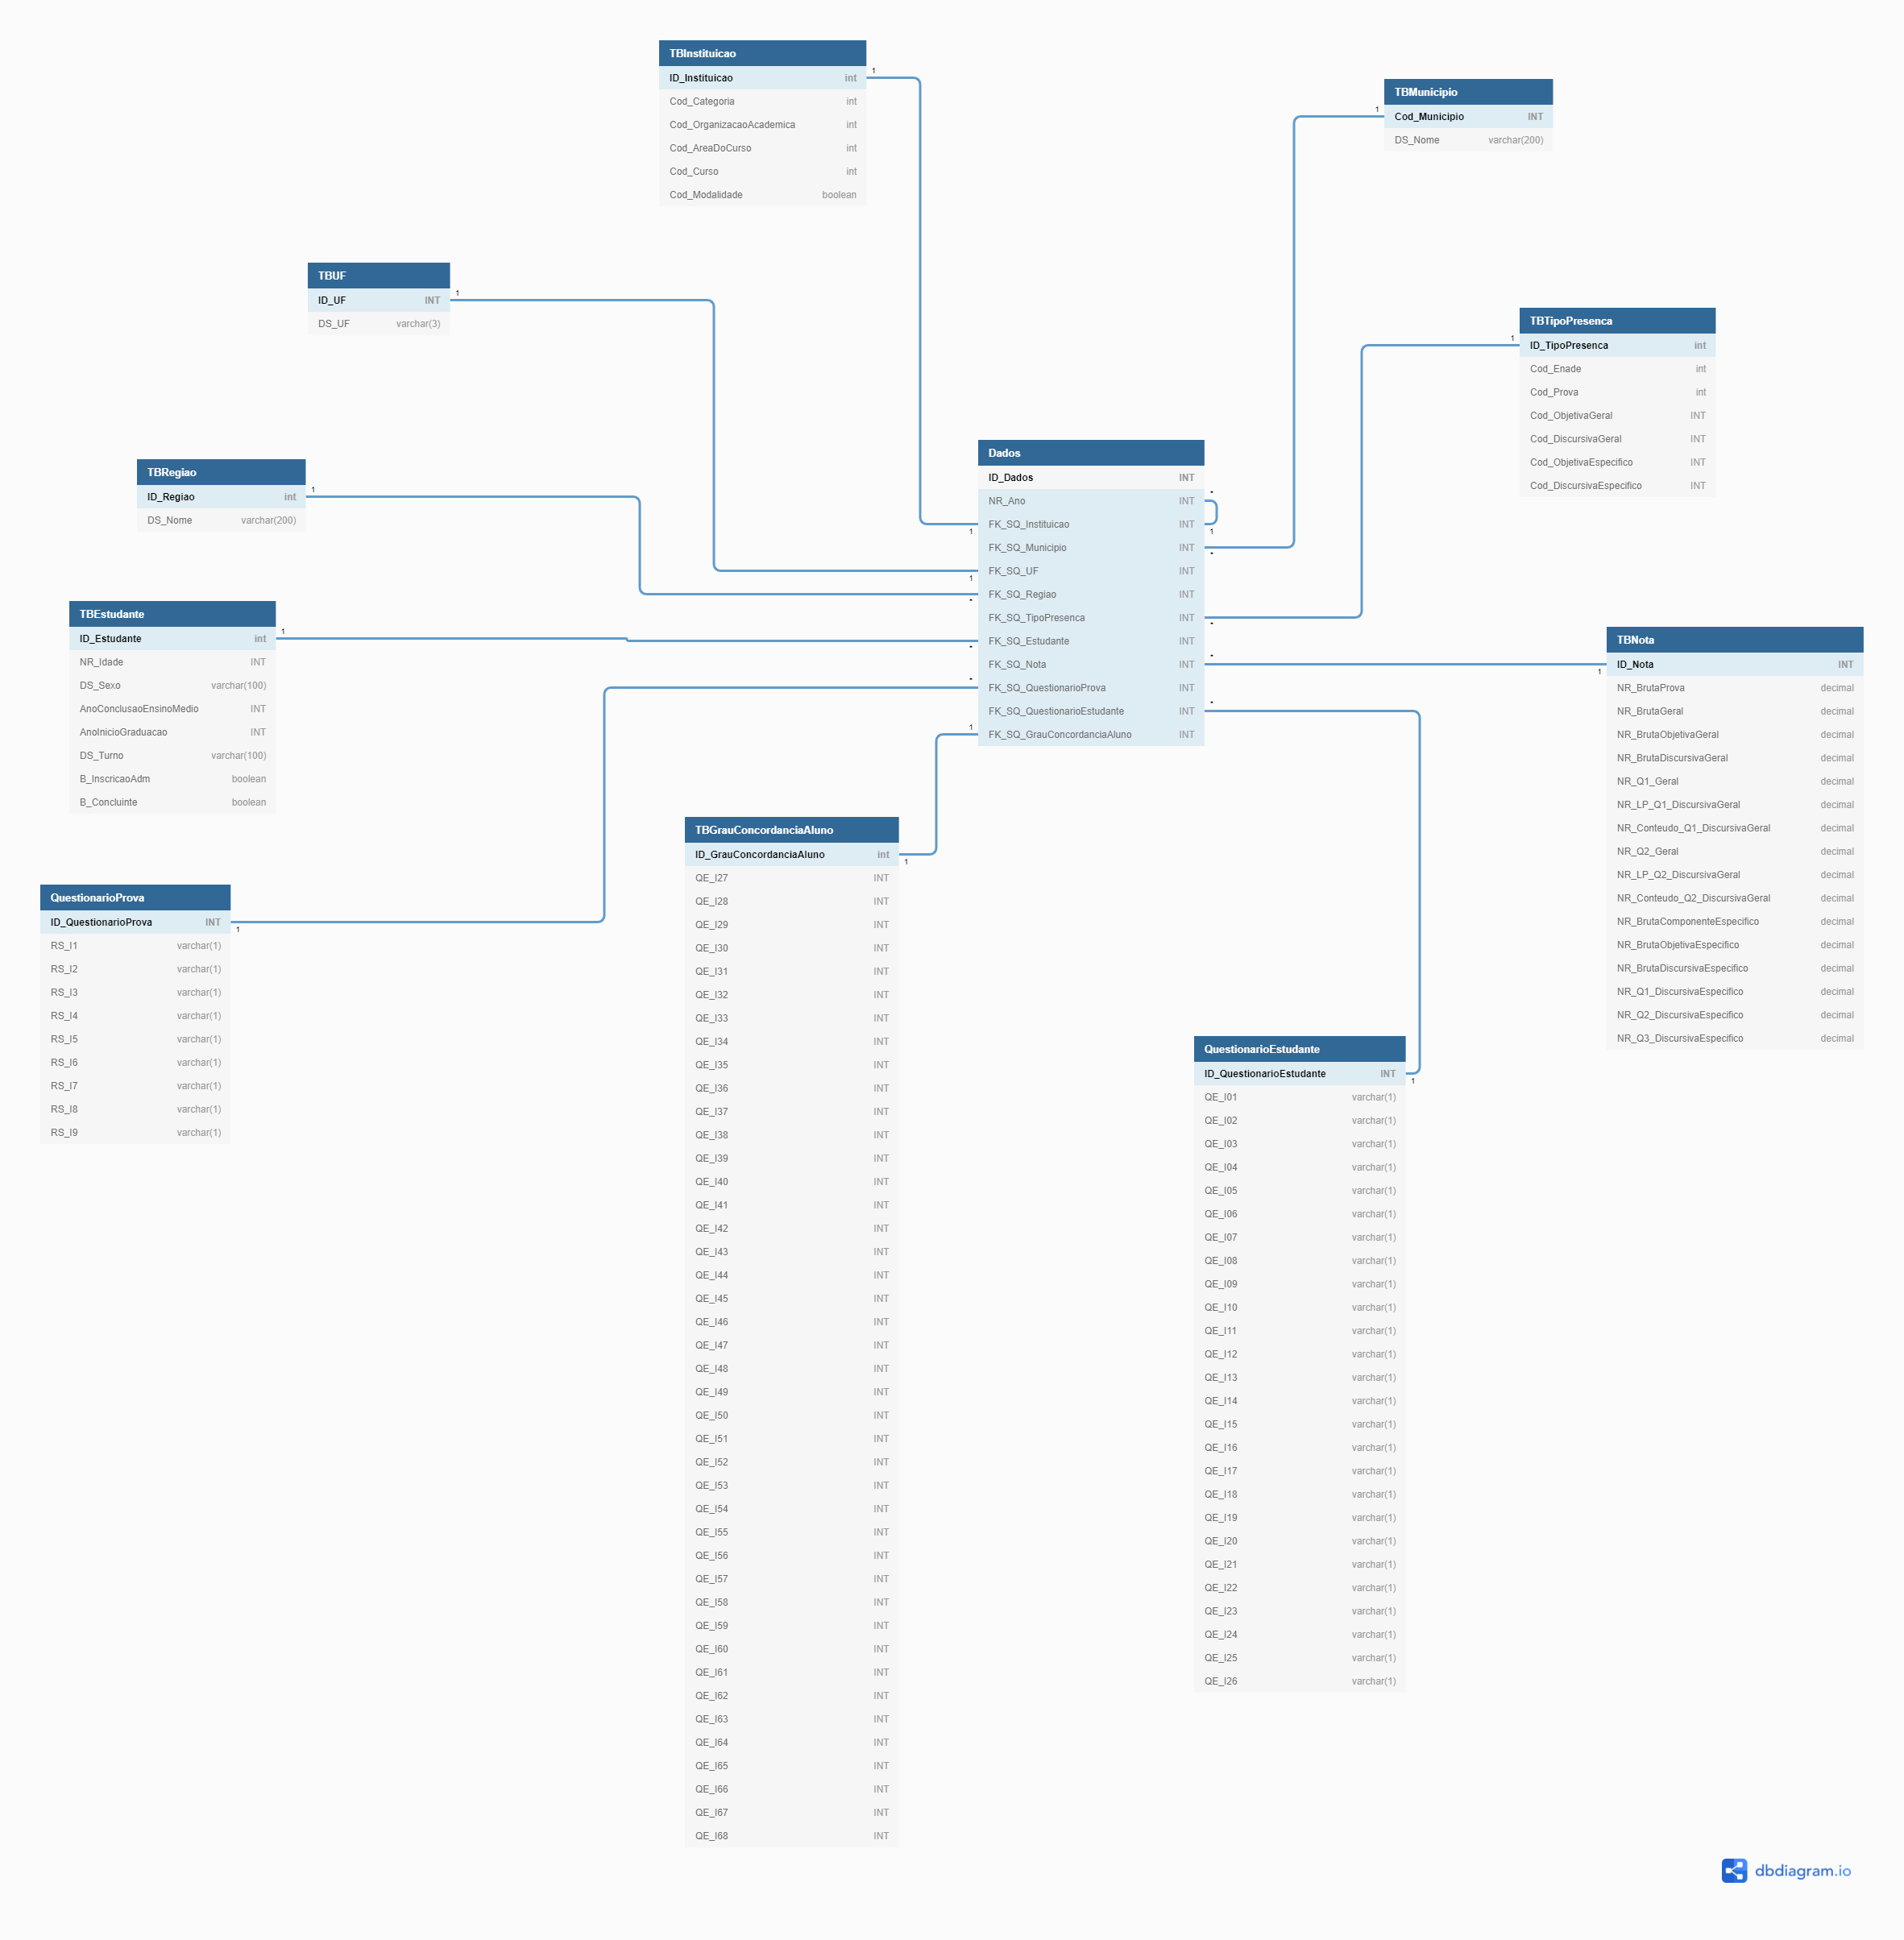 TBInstituicao
ID_Instituicao int
Cod_Categoria int
Cod_OrganizacaoAcademica int
Cod_AreaDoCurso int
Cod_Curso int
Cod_Modalidade boolean
1
TBMunicipio
Cod_Municipio INT
DS_Nome varchar(200)
1
TBUF
ID_UF INT
DS_UF varchar(3)
1
TBTipoPresenca
ID_TipoPresenca int
Cod_Enade int
Cod_Prova int
Cod_ObjetivaGeral INT
Cod_DiscursivaGeral INT
Cod_ObjetivaEspecifico INT
Cod_DiscursivaEspecifico INT
1
TBRegiao
ID_Regiao int
DS_Nome varchar(200)
1
Dados
ID_Dados INT
NR_Ano INT
*
FK_SQ_Instituicao INT
1
1
FK_SQ_Municipio INT
*
FK_SQ_UF INT
1
FK_SQ_Regiao INT
*
FK_SQ_TipoPresenca INT
*
FK_SQ_Estudante INT
*
FK_SQ_Nota INT
*
FK_SQ_QuestionarioProva INT
*
FK_SQ_QuestionarioEstudante INT
*
FK_SQ_GrauConcordanciaAluno INT
1
TBEstudante
ID_Estudante int
NR_Idade INT
DS_Sexo varchar(100)
AnoConclusaoEnsinoMedio INT
AnoInicioGraduacao INT
DS_Turno varchar(100)
B_InscricaoAdm boolean
B_Concluinte boolean
1
TBNota
ID_Nota INT
NR_BrutaProva decimal
NR_BrutaGeral decimal
NR_BrutaObjetivaGeral decimal
NR_BrutaDiscursivaGeral decimal
NR_Q1_Geral decimal
NR_LP_Q1_DiscursivaGeral decimal
NR_Conteudo_Q1_DiscursivaGeral decimal
NR_Q2_Geral decimal
NR_LP_Q2_DiscursivaGeral decimal
NR_Conteudo_Q2_DiscursivaGeral decimal
NR_BrutaComponenteEspecifico decimal
NR_BrutaObjetivaEspecifico decimal
NR_BrutaDiscursivaEspecifico decimal
NR_Q1_DiscursivaEspecifico decimal
NR_Q2_DiscursivaEspecifico decimal
NR_Q3_DiscursivaEspecifico decimal
1
QuestionarioProva
ID_QuestionarioProva INT
RS_I1 varchar(1)
RS_I2 varchar(1)
RS_I3 varchar(1)
RS_I4 varchar(1)
RS_I5 varchar(1)
RS_I6 varchar(1)
RS_I7 varchar(1)
RS_I8 varchar(1)
RS_I9 varchar(1)
1
TBGrauConcordanciaAluno
ID_GrauConcordanciaAluno int
QE_I27 INT
QE_I28 INT
QE_I29 INT
QE_I30 INT
QE_I31 INT
QE_I32 INT
QE_I33 INT
QE_I34 INT
QE_I35 INT
QE_I36 INT
QE_I37 INT
QE_I38 INT
QE_I39 INT
QE_I40 INT
QE_I41 INT
QE_I42 INT
QE_I43 INT
QE_I44 INT
QE_I45 INT
QE_I46 INT
QE_I47 INT
QE_I48 INT
QE_I49 INT
QE_I50 INT
QE_I51 INT
QE_I52 INT
QE_I53 INT
QE_I54 INT
QE_I55 INT
QE_I56 INT
QE_I57 INT
QE_I58 INT
QE_I59 INT
QE_I60 INT
QE_I61 INT
QE_I62 INT
QE_I63 INT
QE_I64 INT
QE_I65 INT
QE_I66 INT
QE_I67 INT
QE_I68 INT
1
QuestionarioEstudante
ID_QuestionarioEstudante INT
QE_I01 varchar(1)
QE_I02 varchar(1)
QE_I03 varchar(1)
QE_I04 varchar(1)
QE_I05 varchar(1)
QE_I06 varchar(1)
QE_I07 varchar(1)
QE_I08 varchar(1)
QE_I09 varchar(1)
QE_I10 varchar(1)
QE_I11 varchar(1)
QE_I12 varchar(1)
QE_I13 varchar(1)
QE_I14 varchar(1)
QE_I15 varchar(1)
QE_I16 varchar(1)
QE_I17 varchar(1)
QE_I18 varchar(1)
QE_I19 varchar(1)
QE_I20 varchar(1)
QE_I21 varchar(1)
QE_I22 varchar(1)
QE_I23 varchar(1)
QE_I24 varchar(1)
QE_I25 varchar(1)
QE_I26 varchar(1)
1
dbdiagram.io